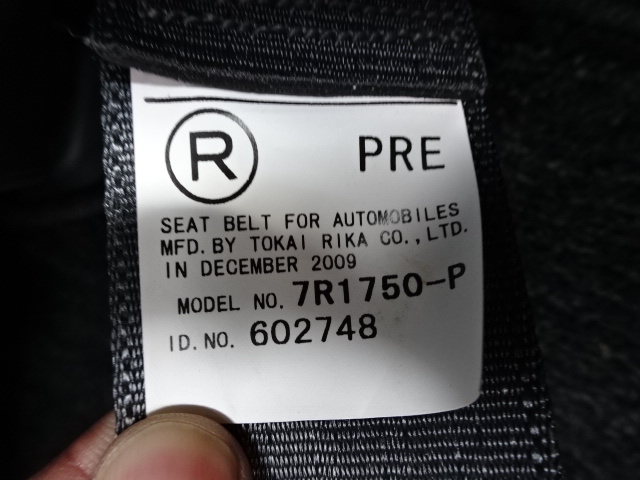 R PRE
SEAT BELT FOR AUTOMOBILES
MFD. BY TOKAI RIKA CO., LTD.
IN DECEMBER 2009
MODEL NO. 7R1750-P
ID. NO. 602748